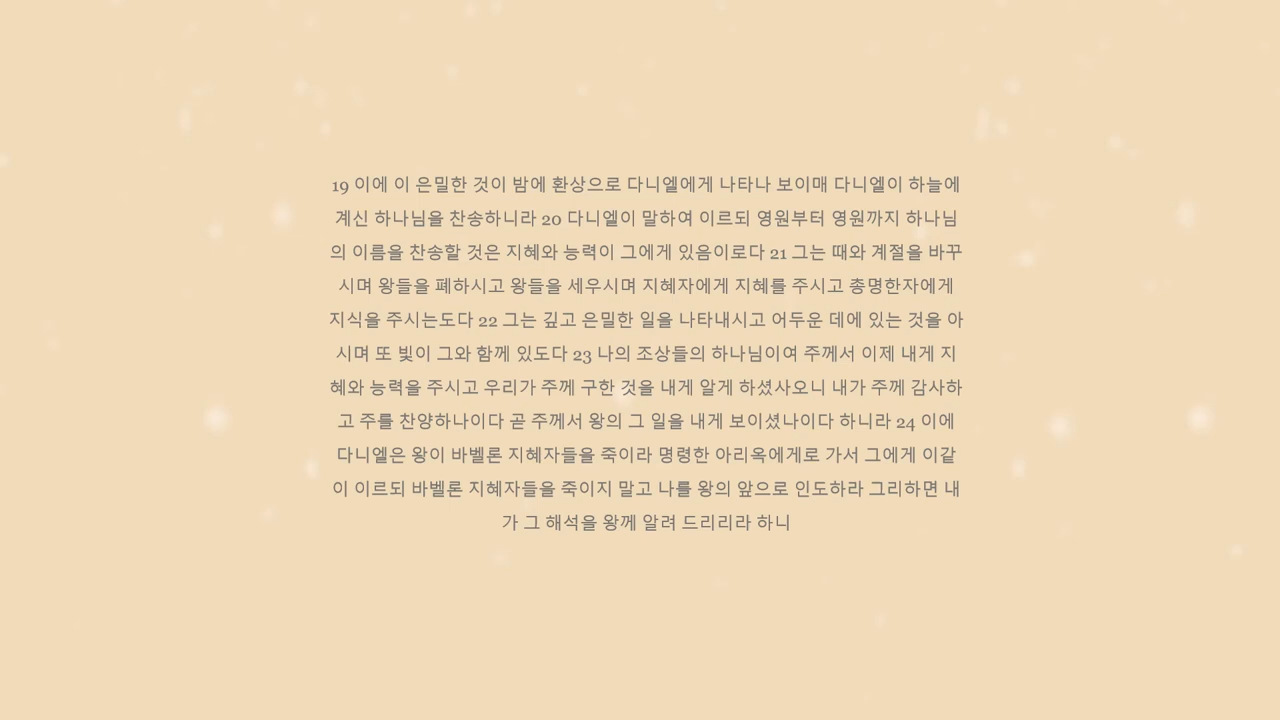 19 이에 이 은밀한 것이 밤에 환상으로 다니엘에게 나타나 보이매 다니엘이 하늘에
계신 하나님을 찬송하니라 20 다니엘이 말하여 이르되 영원부터 영원까지 하나님
의 이름을 찬송할 것은 지혜와 능력이 그에게 있음이로다 21 그는 때와 계절을 바꾸
시며 왕들을 폐하시고 왕들을 세우시며 지혜자에게 지혜를 주시고 총명한자에게
지식을 주시는도다 22 그는 깊고 은밀한 일을 나타내시고 어두운 데에 있는 것을 아
시며 또 빛이 그와 함께 있도다 23 나의 조상들의 하나님이여 주께서 이제 내게 지
혜와 능력을 주시고 우리가 주께 구한 것을 내게 알게 하셨사오니 내가 주께 감사하
고 주를 찬양하나이다 곧 주께서 왕의 그 일을 내게 보이셨나이다 하니라 24 이에
다니엘은 왕이 바벨론 지혜자들을 죽이라 명령한 아리옥에게로 가서 그에게 이같
이 이르되 바벨론 지혜자들을 죽이지 말고 나를 왕의 앞으로 인도하라 그리하면 내
가 그 해석을 왕께 알려 드리리라 하니